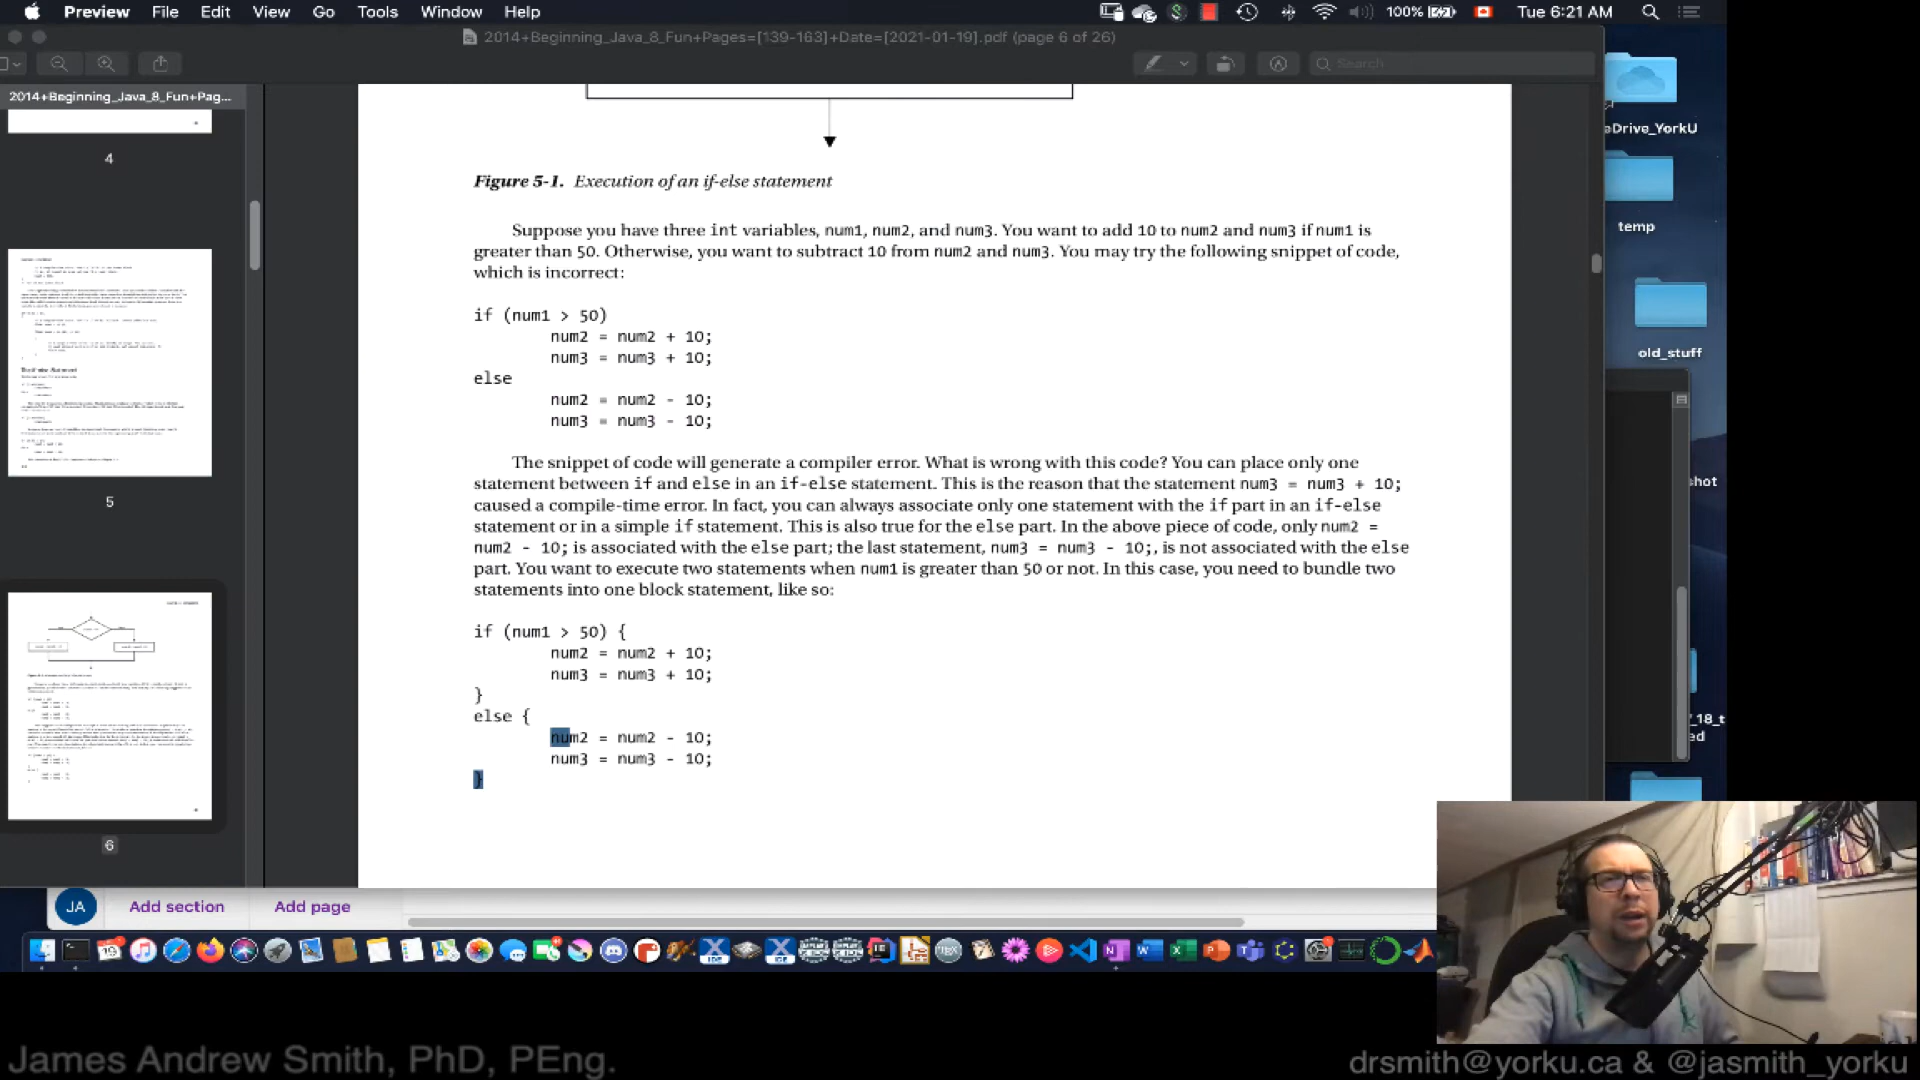 Preview File Edit View Go Tools Window Help 100% Tue 6:21 AM
2014+Beginning_Java_8_Fun+Pages=[139-163]+Date=[2021-01-19].pdf (page 6 of 26)
Search
2014+Beginning_Java_8_Fun+Pag...
4
5
6
Figure 5-1. Execution of an if-else statement
Suppose you have three int variables, num1, num2, and num3. You want to add 10 to num2 and num3 if num1 is
greater than 50. Otherwise, you want to subtract 10 from num2 and num3. You may try the following snippet of code,
which is incorrect:
if (num1 > 50)
num2 = num2 + 10;
num3 = num3 + 10;
else
num2 = num2 - 10;
num3 = num3 - 10;
The snippet of code will generate a compiler error. What is wrong with this code? You can place only one
statement between if and else in an if-else statement. This is the reason that the statement num3 = num3 + 10;
caused a compile-time error. In fact, you can always associate only one statement with the if part in an if-else
statement or in a simple if statement. This is also true for the else part. In the above piece of code, only num2 =
num2 - 10; is associated with the else part; the last statement, num3 = num3 - 10;, is not associated with the else
part. You want to execute two statements when num1 is greater than 50 or not. In this case, you need to bundle two
statements into one block statement, like so:
if (num1 > 50) {
num2 = num2 + 10;
num3 = num3 + 10;
}
else {
num2 = num2 - 10;
num3 = num3 - 10;
}
eDrive_YorkU
temp
old_stuff
shot
_18_t
ed
JA Add section Add page
James Andrew Smith, PhD, PEng.
drsmith@yorku.ca & @jasmith_yorku